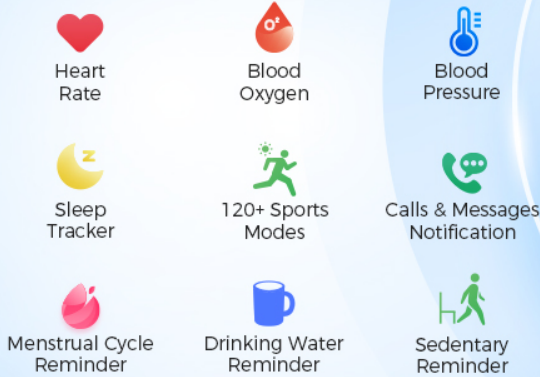 O²
Heart
Rate
Blood
Oxygen
Blood
Pressure
z
Sleep
Tracker
120+ Sports
Modes
Calls & Messages
Notification
Menstrual Cycle
Reminder
Drinking Water
Reminder
Sedentary
Reminder